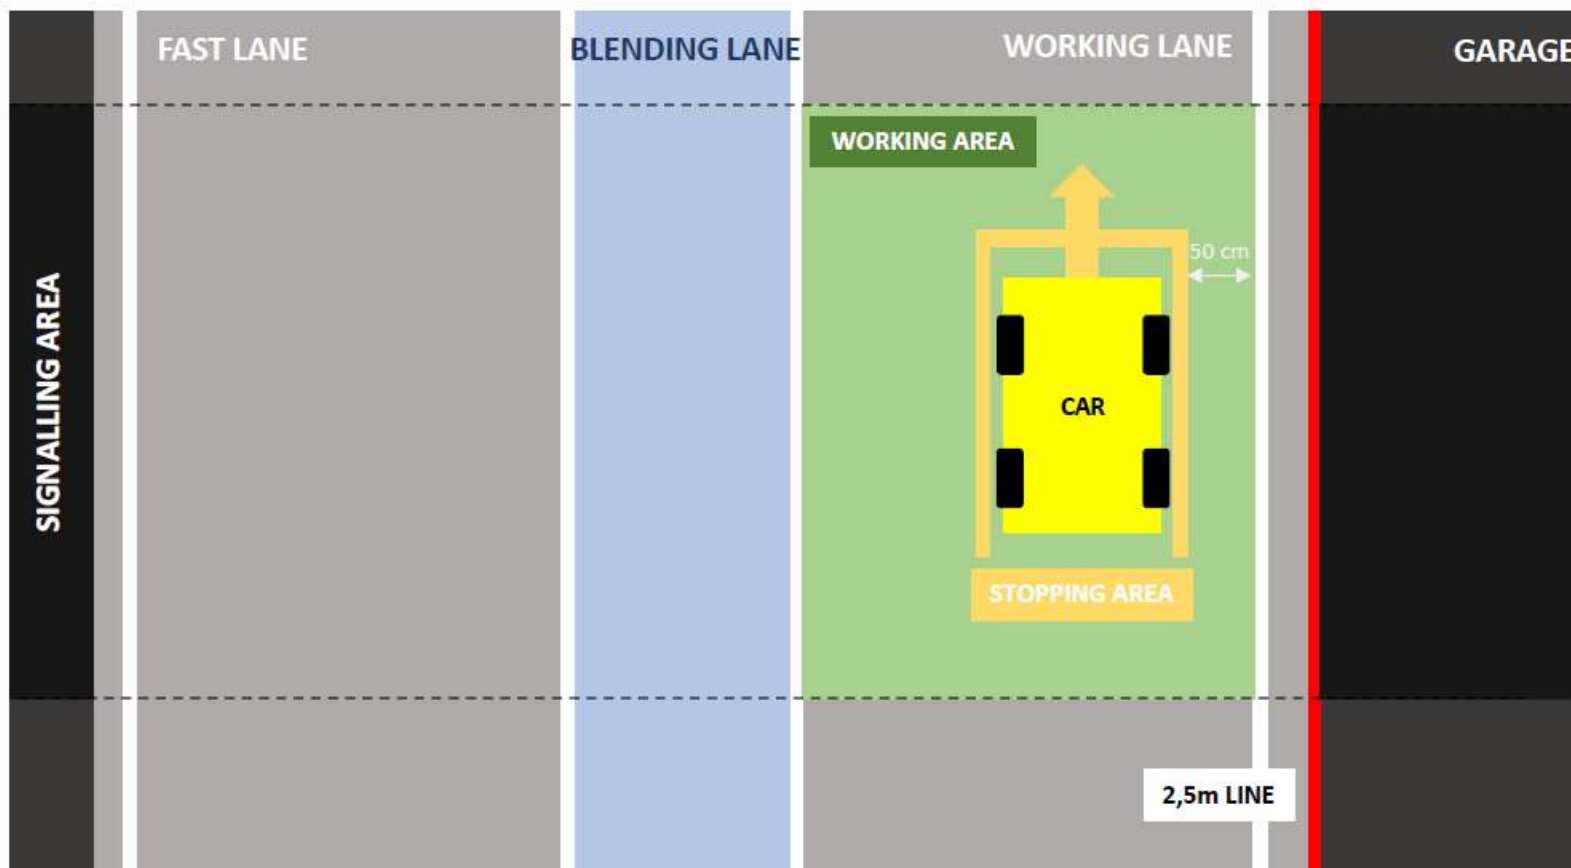 FAST LANE
BLENDING LANE
WORKING LANE
GARAGE
WORKING AREA
50 cm
SIGNALLING AREA
CAR
STOPPING AREA
2,5m LINE